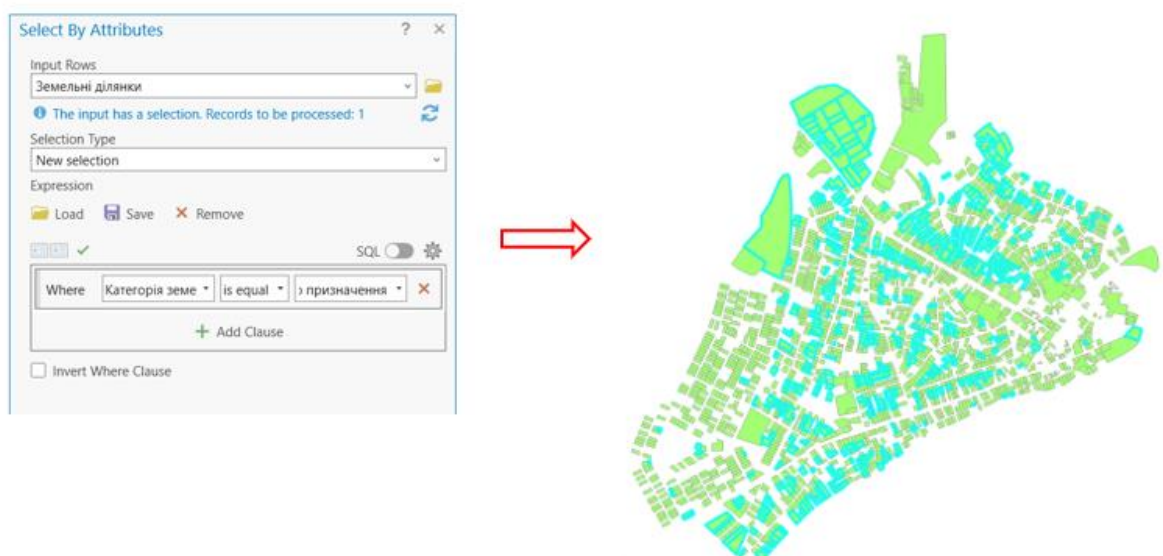 Select By Attributes ? ×
Input Rows
Земельні ділянки
The input has a selection. Records to be processed: 1
Selection Type
New selection
Expression
Load Save Remove
SQL
Where Категорія земе is equal призначення
Add Clause
Invert Where Clause